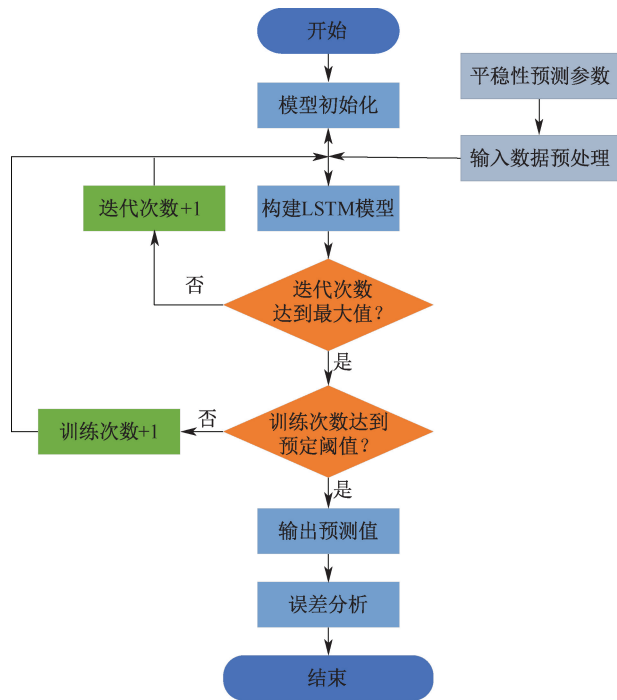 开始
模型初始化
平稳性预测参数
输入数据预处理
迭代次数+1
构建LSTM模型
否
迭代次数
达到最大值？
是
训练次数+1
否
训练次数达到
预定阈值？
是
输出预测值
误差分析
结束